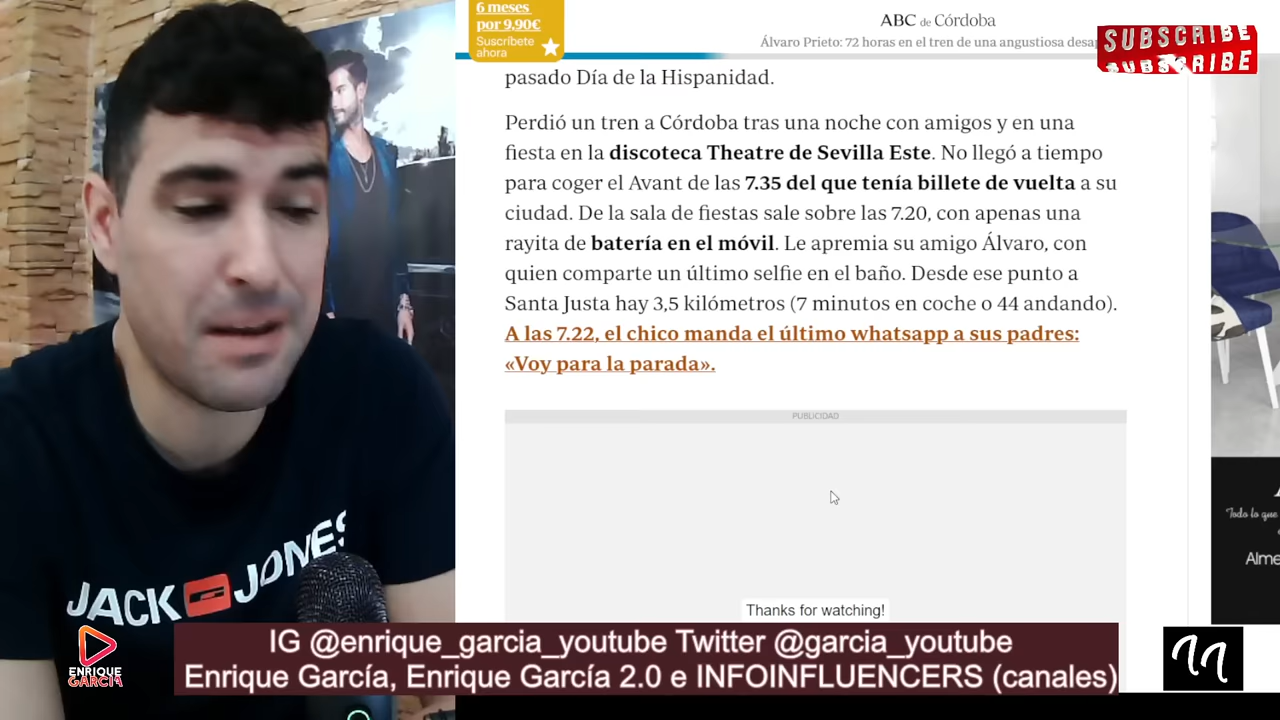 6 meses
por 9,90€
Suscríbete
ahora
ABC de Córdoba
Álvaro Prieto: 72 horas en el tren de una angustiosa desap
SUBSCRIBE
SUBSCRIBE
pasado Día de la Hispanidad.
Perdió un tren a Córdoba tras una noche con amigos y en una
fiesta en la discoteca Theatre de Sevilla Este. No llegó a tiempo
para coger el Avant de las 7.35 del que tenía billete de vuelta a su
ciudad. De la sala de fiestas sale sobre las 7.20, con apenas una
rayita de batería en el móvil. Le apremia su amigo Álvaro, con
quien comparte un último selfie en el baño. Desde ese punto a
Santa Justa hay 3,5 kilómetros (7 minutos en coche o 44 andando).
A las 7.22, el chico manda el último whatsapp a sus padres:
«Voy para la parada».
PUBLICIDAD
JACK JONES
Todo lo que
Alme
Thanks for watching!
IG @enrique_garcia_youtube Twitter @garcia_youtube
Enrique García, Enrique García 2.0 e INFOINFLUENCERS (canales)
ENRIQUE
GARCÍA